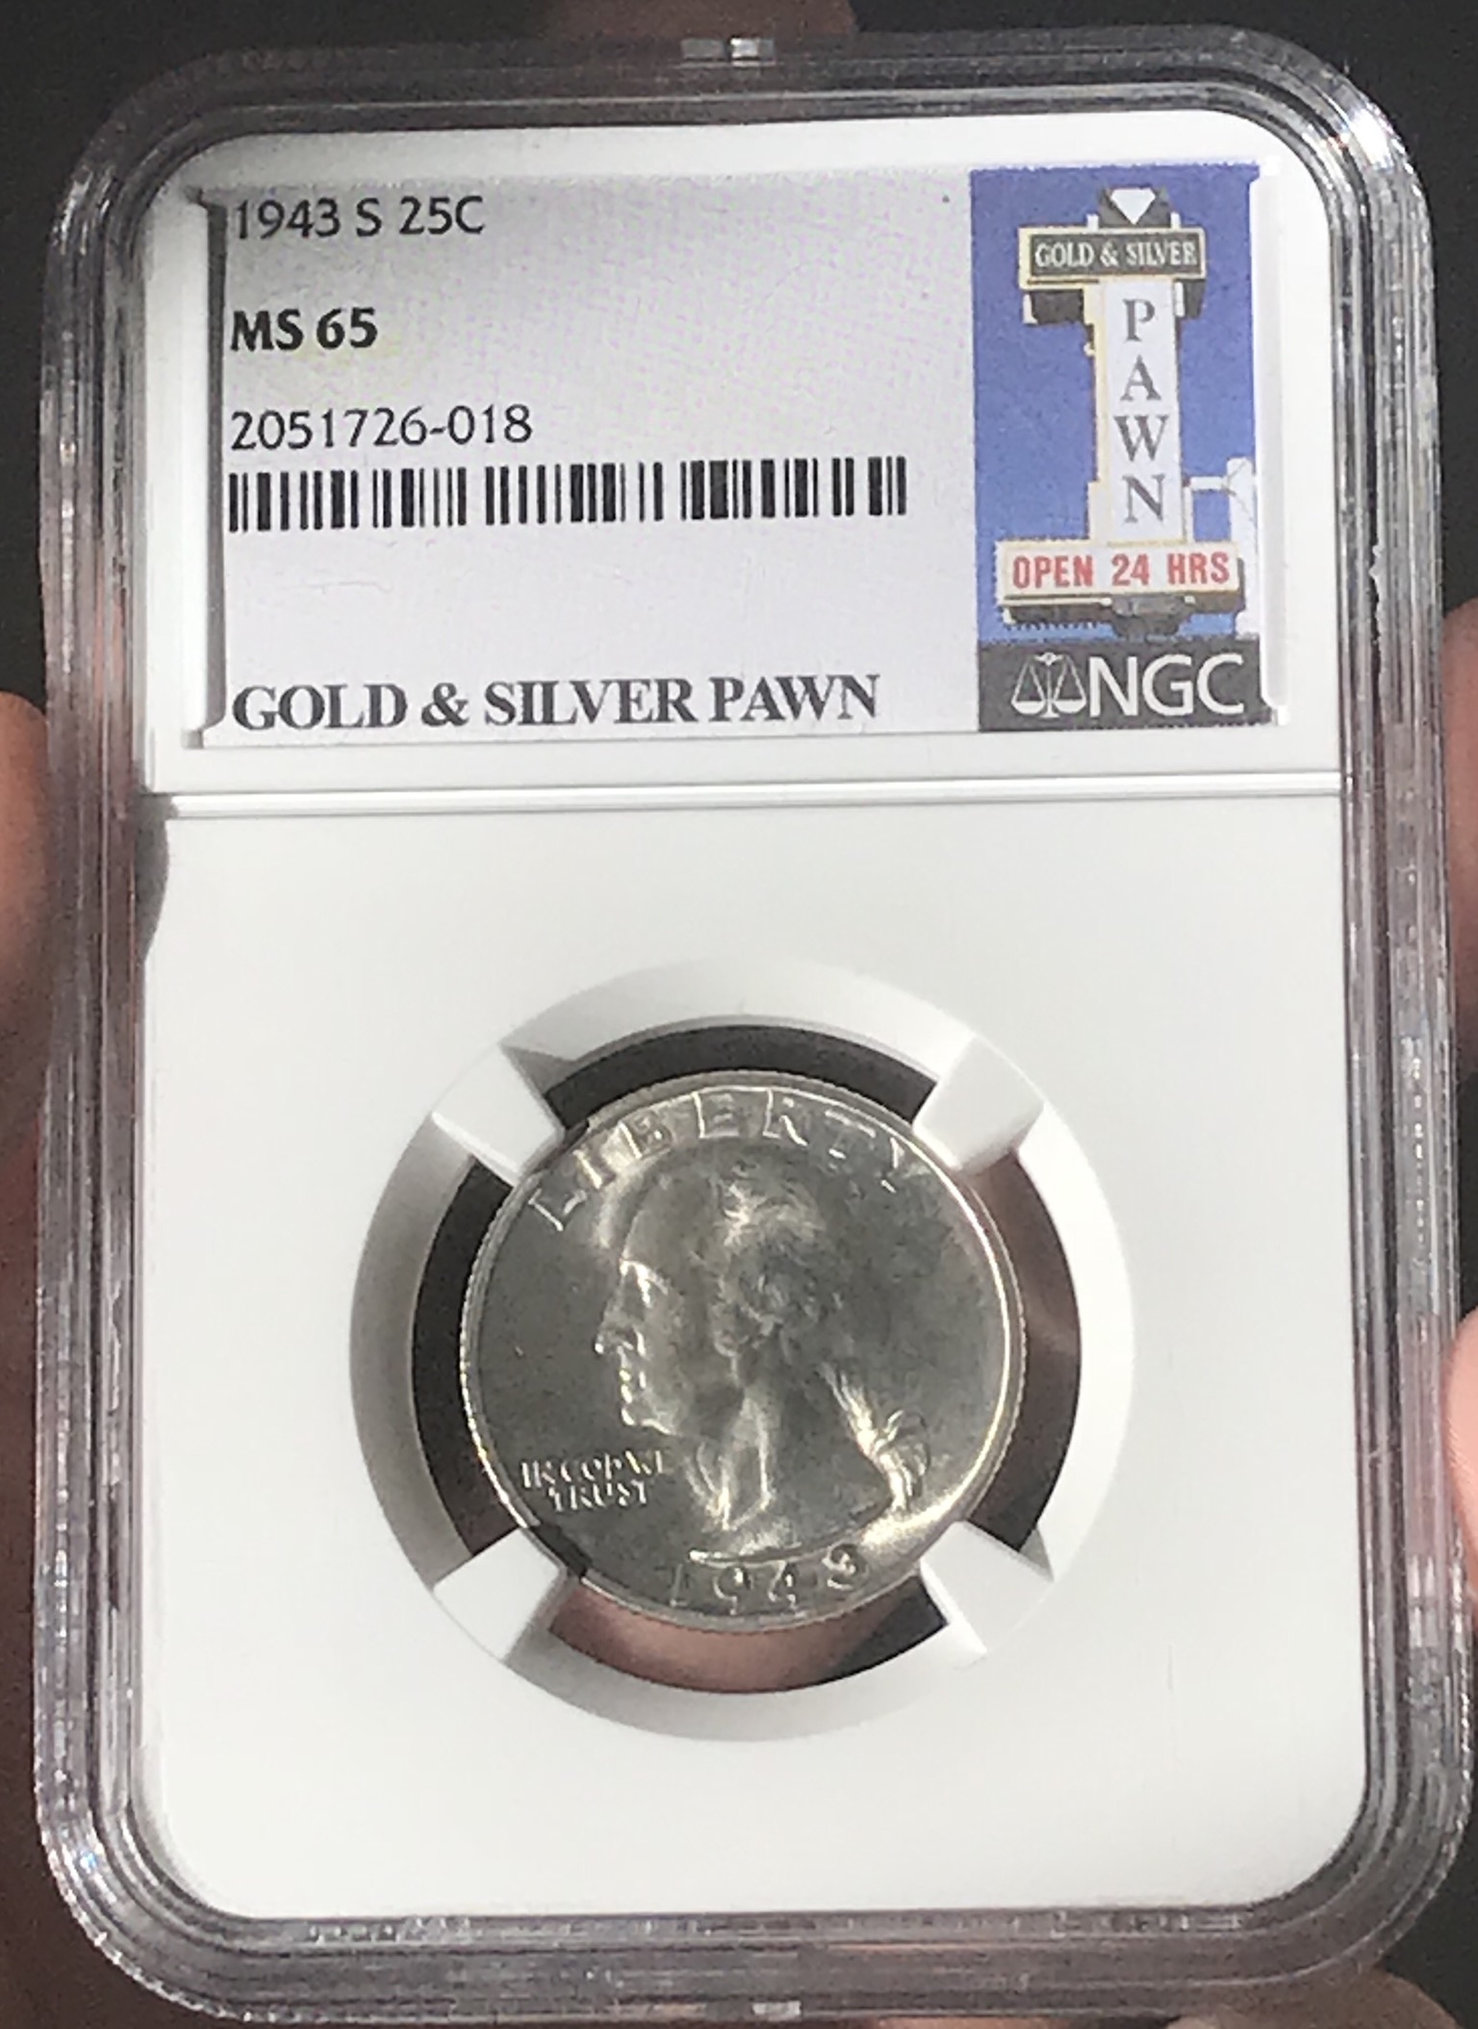 1943 S 25C
MS 65
2051726-018
GOLD & SILVER PAWN
GOLD & SILVER
PAWN
OPEN 24 HRS
NGC
LIBERTY
IN GOD WE
TRUST
1943